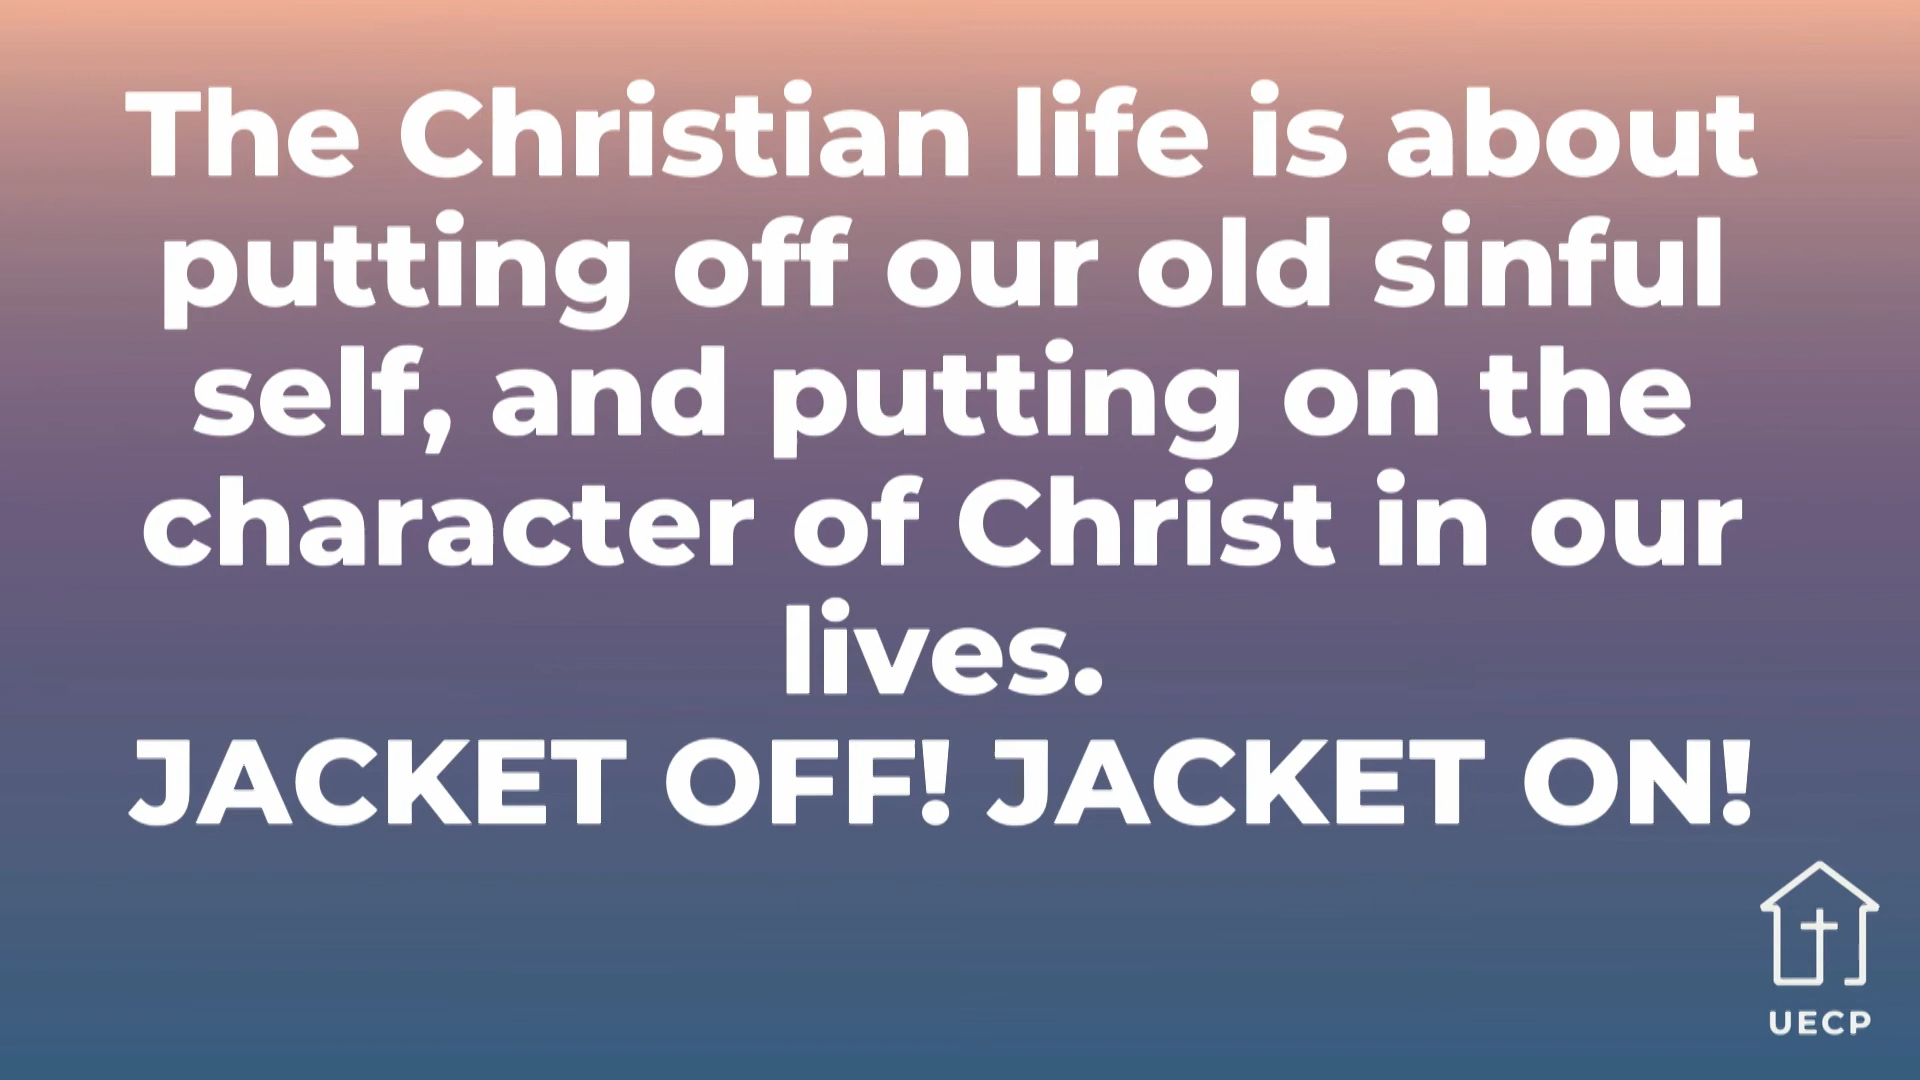 The Christian life is about
putting off our old sinful
self, and putting on the
character of Christ in our
lives.
JACKET OFF! JACKET ON!
UECP